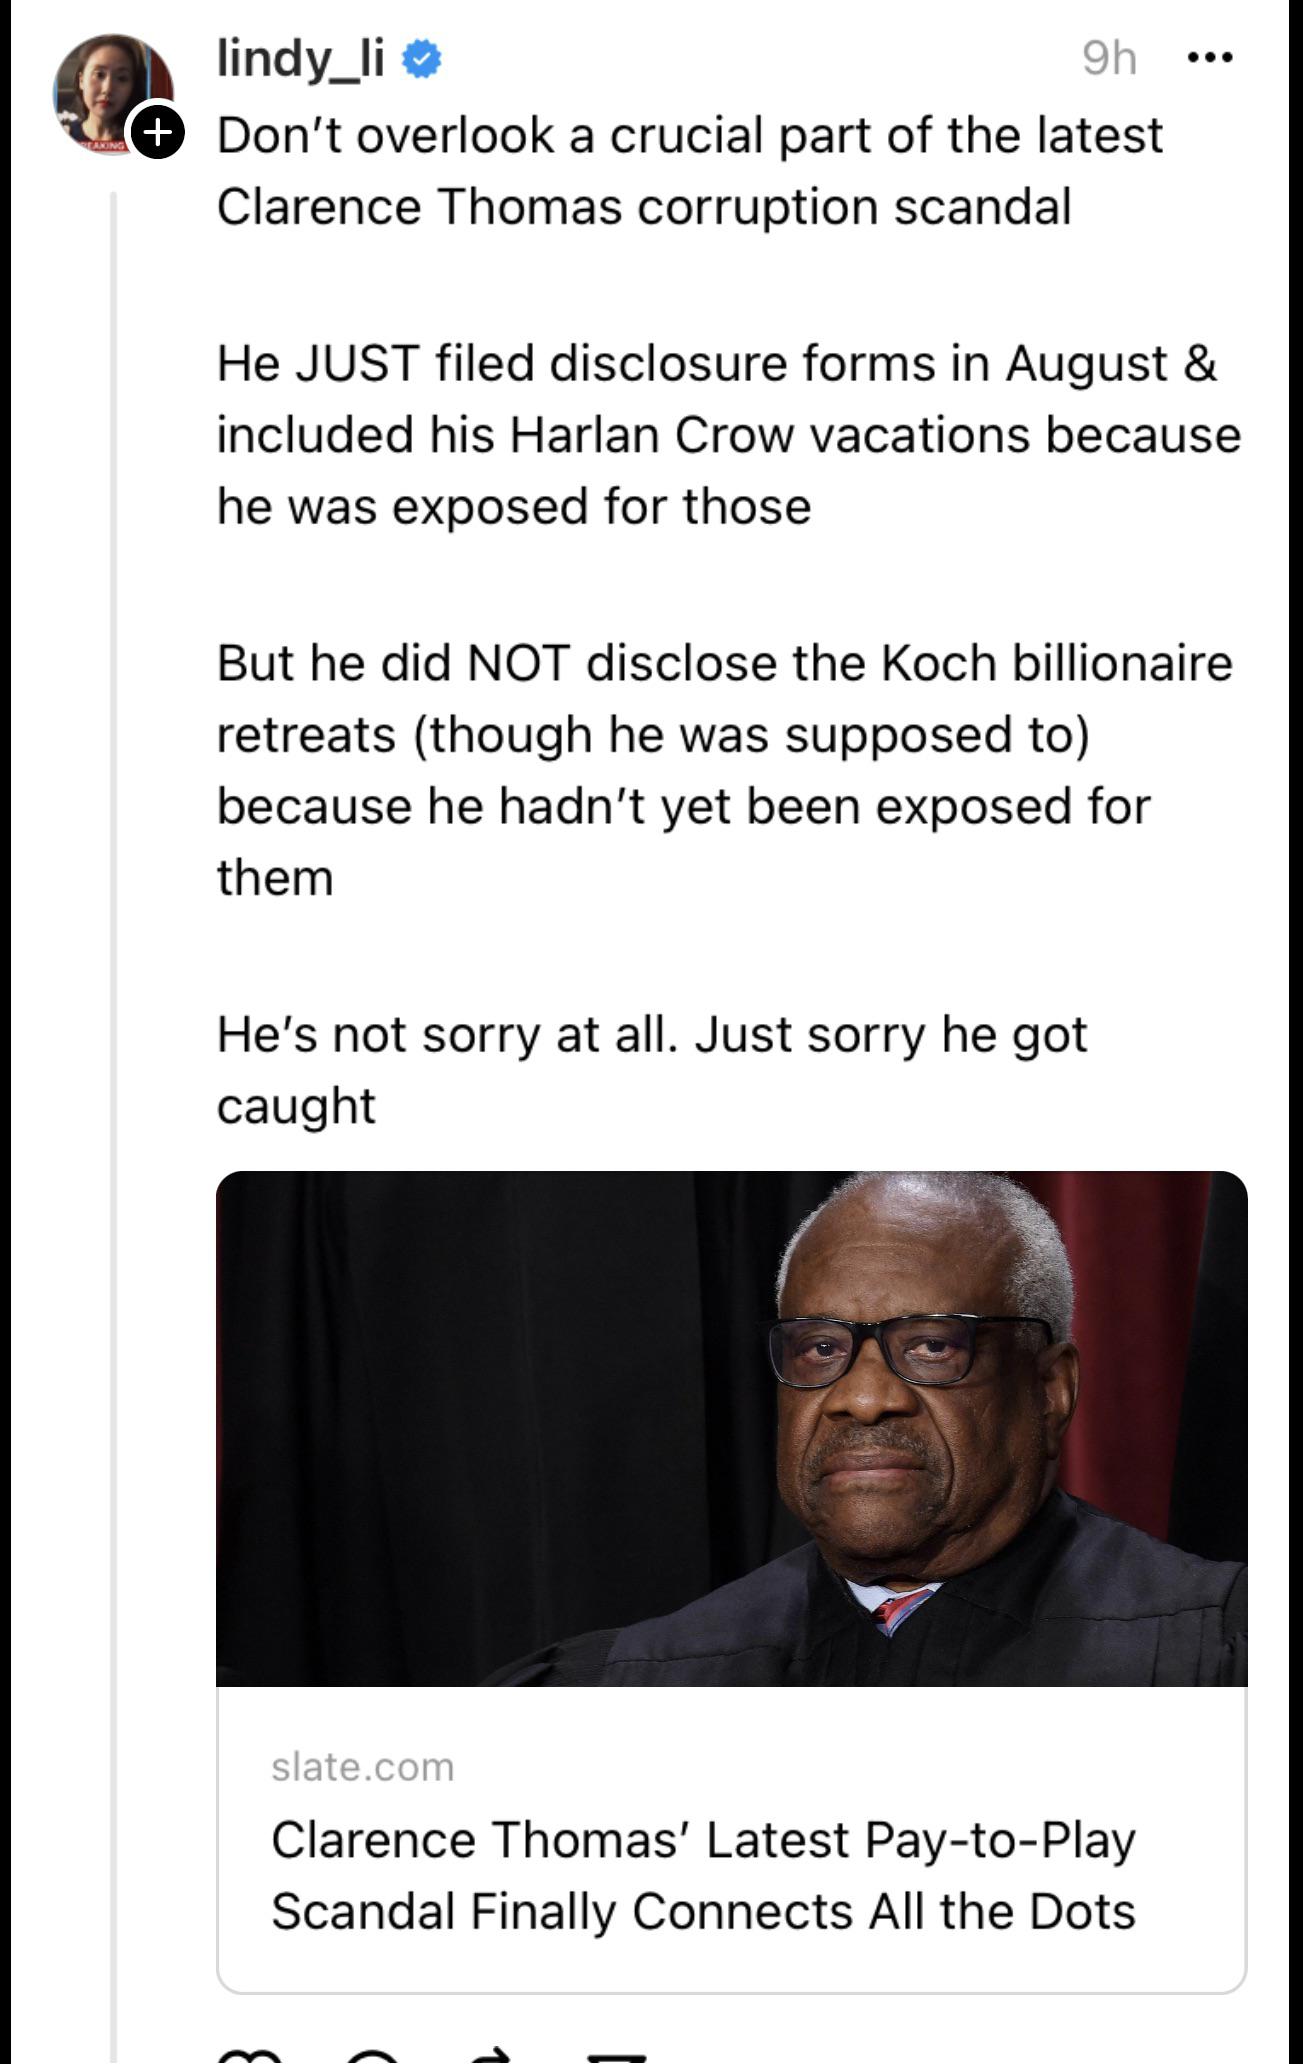 lindy_li
9h
Don’t overlook a crucial part of the latest
Clarence Thomas corruption scandal
He JUST filed disclosure forms in August &
included his Harlan Crow vacations because
he was exposed for those
But he did NOT disclose the Koch billionaire
retreats (though he was supposed to)
because he hadn’t yet been exposed for
them
He’s not sorry at all. Just sorry he got
caught
slate.com
Clarence Thomas’ Latest Pay-to-Play
Scandal Finally Connects All the Dots